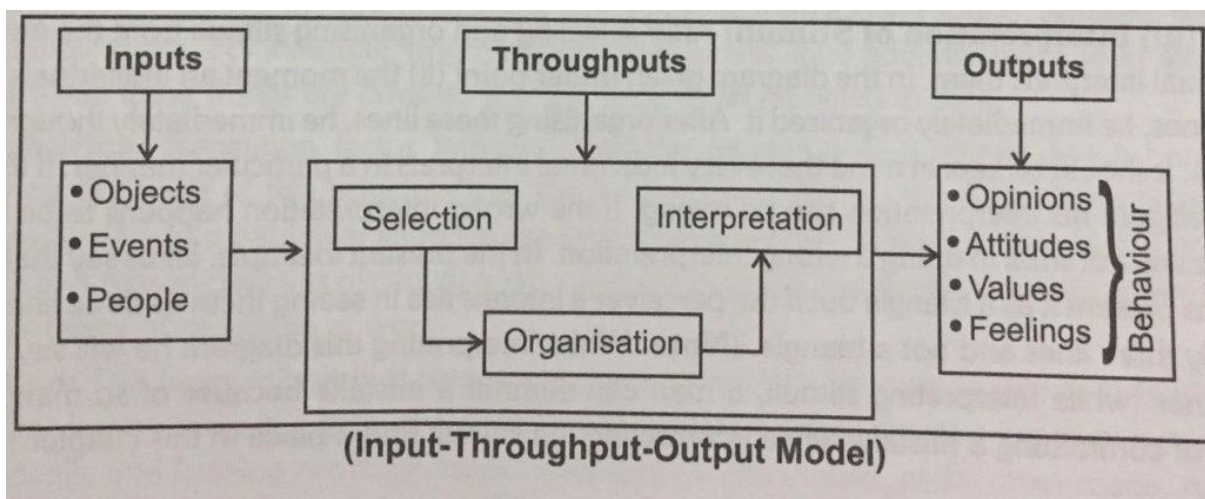 Inputs
Throughputs
Outputs
• Objects
• Events
• People
Selection
Interpretation
Organisation
• Opinions
• Attitudes
• Values
• Feelings
Behaviour
(Input-Throughput-Output Model)